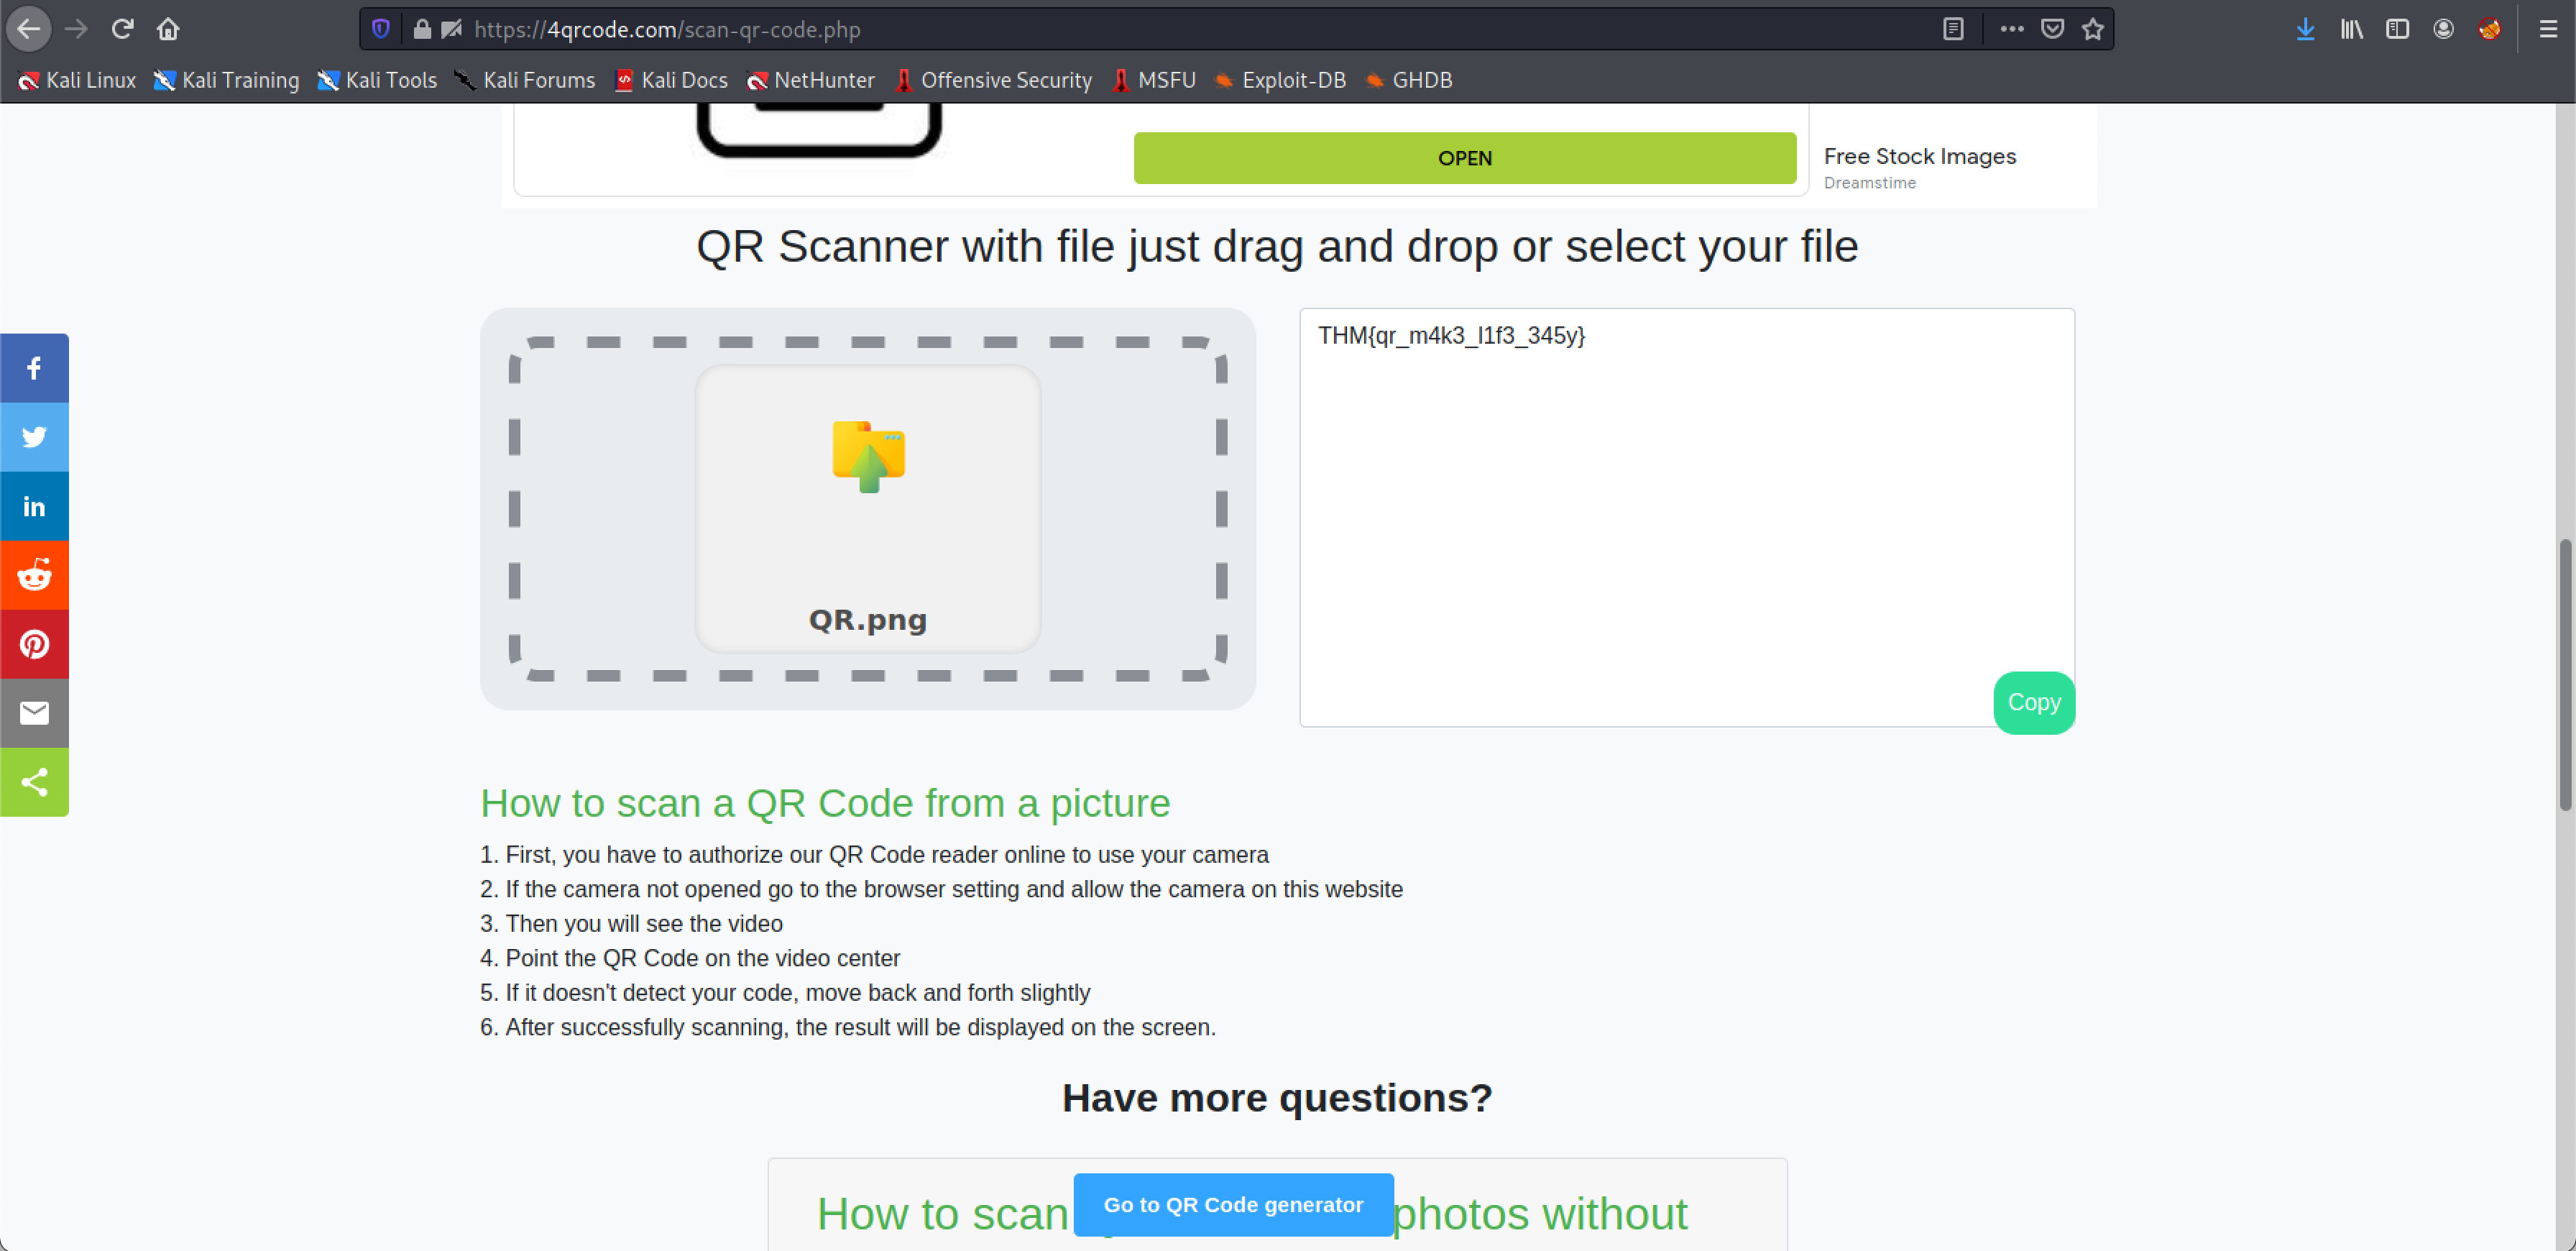 https://4qrcode.com/scan-qr-code.php
Kali Linux Kali Training Kali Tools Kali Forums Kali Docs NetHunter Offensive Security MSFU Exploit-DB GHDB
OPEN
Free Stock Images
Dreamstime
QR Scanner with file just drag and drop or select your file
QR.png
THM{qr_m4k3_l1f3_345y}
Copy
How to scan a QR Code from a picture
1. First, you have to authorize our QR Code reader online to use your camera
2. If the camera not opened go to the browser setting and allow the camera on this website
3. Then you will see the video
4. Point the QR Code on the video center
5. If it doesn't detect your code, move back and forth slightly
6. After successfully scanning, the result will be displayed on the screen.
Have more questions?
How to scan photos without
Go to QR Code generator